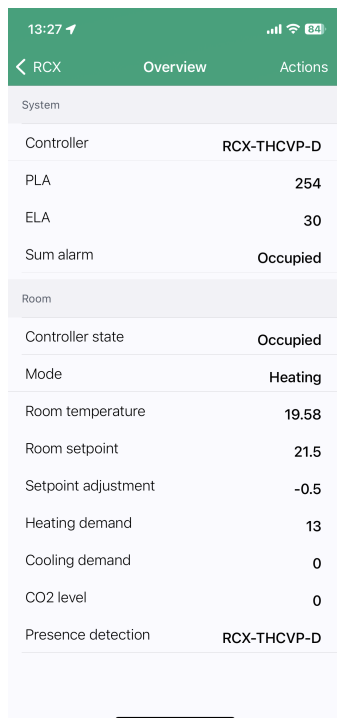 13:27 84
RCX Overview Actions
System
Controller RCX-THCVP-D
PLA 254
ELA 30
Sum alarm Occupied
Room
Controller state Occupied
Mode Heating
Room temperature 19.58
Room setpoint 21.5
Setpoint adjustment -0.5
Heating demand 13
Cooling demand 0
CO2 level 0
Presence detection RCX-THCVP-D